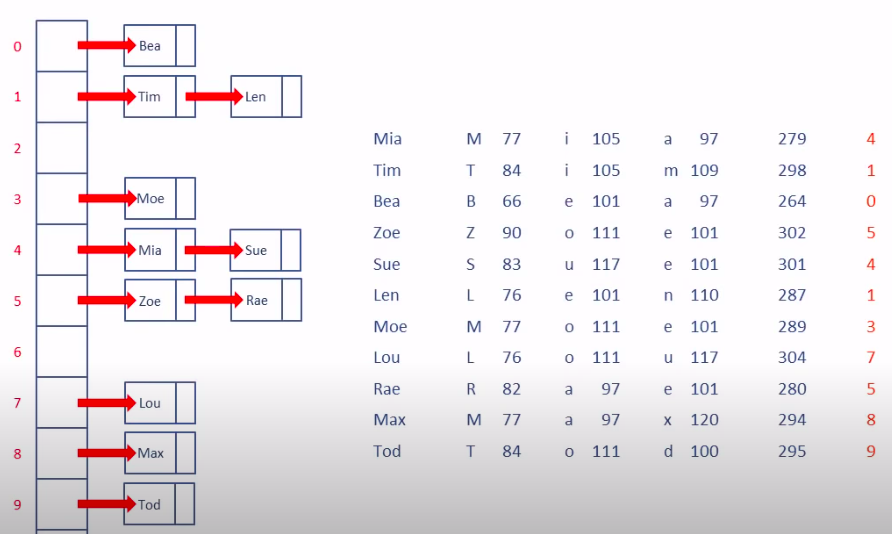 0 Bea
1 Tim Len
2
3 Moe
4 Mia Sue
5 Zoe Rae
6
7 Lou
8 Max
9 Tod
Mia M 77 i 105 a 97 279 4
Tim T 84 i 105 m 109 298 1
Bea B 66 e 101 a 97 264 0
Zoe Z 90 o 111 e 101 302 5
Sue S 83 u 117 e 101 301 4
Len L 76 e 101 n 110 287 1
Moe M 77 o 111 e 101 289 3
Lou L 76 o 111 u 117 304 7
Rae R 82 a 97 e 101 280 5
Max M 77 a 97 x 120 294 8
Tod T 84 o 111 d 100 295 9